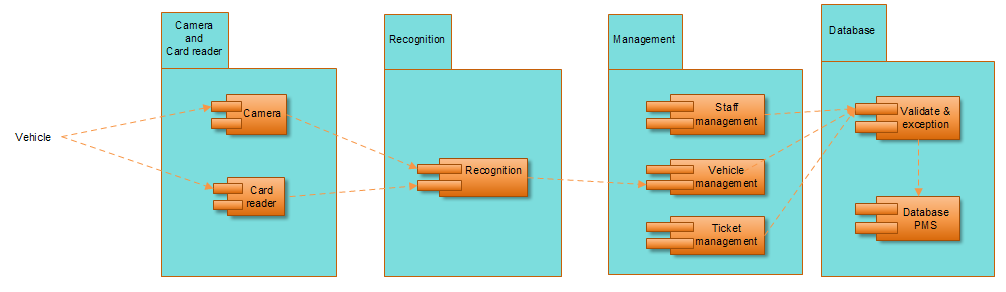 Camera
and
Card reader
Recognition
Management
Database
Vehicle
Camera
Card
reader
Recognition
Staff
management
Vehicle
management
Ticket
management
Validate &
exception
Database
PMS